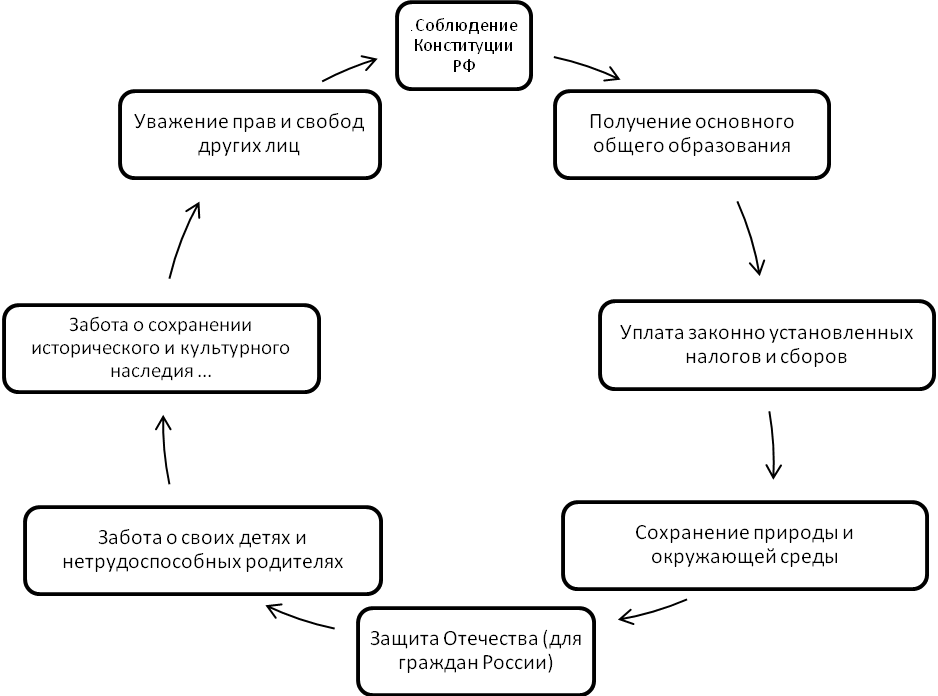 .Соблюдение
Конституции
РФ
Получение основного
общего образования
Уплата законно установленных
налогов и сборов
Сохранение природы и
окружающей среды
Защита Отечества (для
граждан России)
Забота о своих детях и
нетрудоспособных родителях
Забота о сохранении
исторического и культурного
наследия ...
Уважение прав и свобод
других лиц